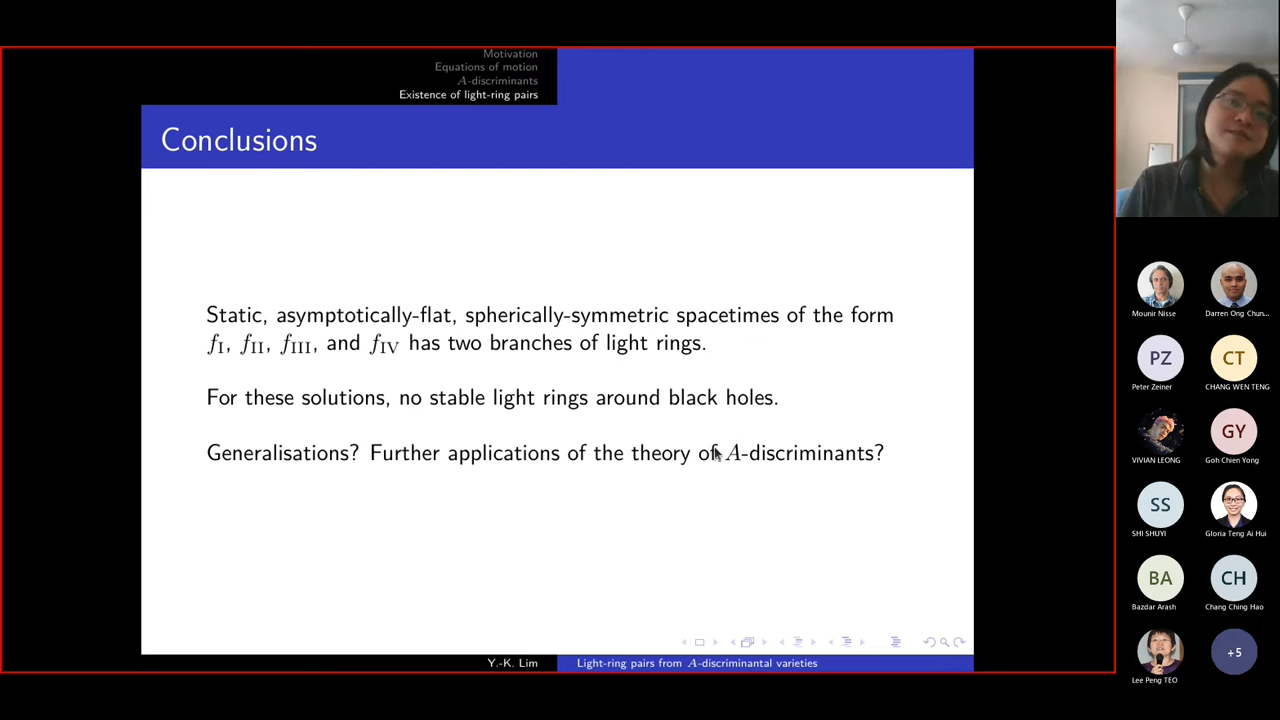 Motivation
Equations of motion
A-discriminants
Existence of light-ring pairs
Conclusions
Static, asymptotically-flat, spherically-symmetric spacetimes of the form
f_I, f_II, f_III, and f_IV has two branches of light rings.
For these solutions, no stable light rings around black holes.
Generalisations? Further applications of the theory of A-discriminants?
Y.-K. Lim
Light-ring pairs from A-discriminantal varieties
Mounir Nisse
Darren Ong Chun...
PZ
CT
Peter Zeiner
CHANG WEN TENG
GY
VIVIAN LEONG
Goh Chien Yong
SS
SHI SHUYI
Gloria Teng Ai Hui
BA
CH
Bazdar Arash
Chang Ching Hao
+5
Lee Peng TEO